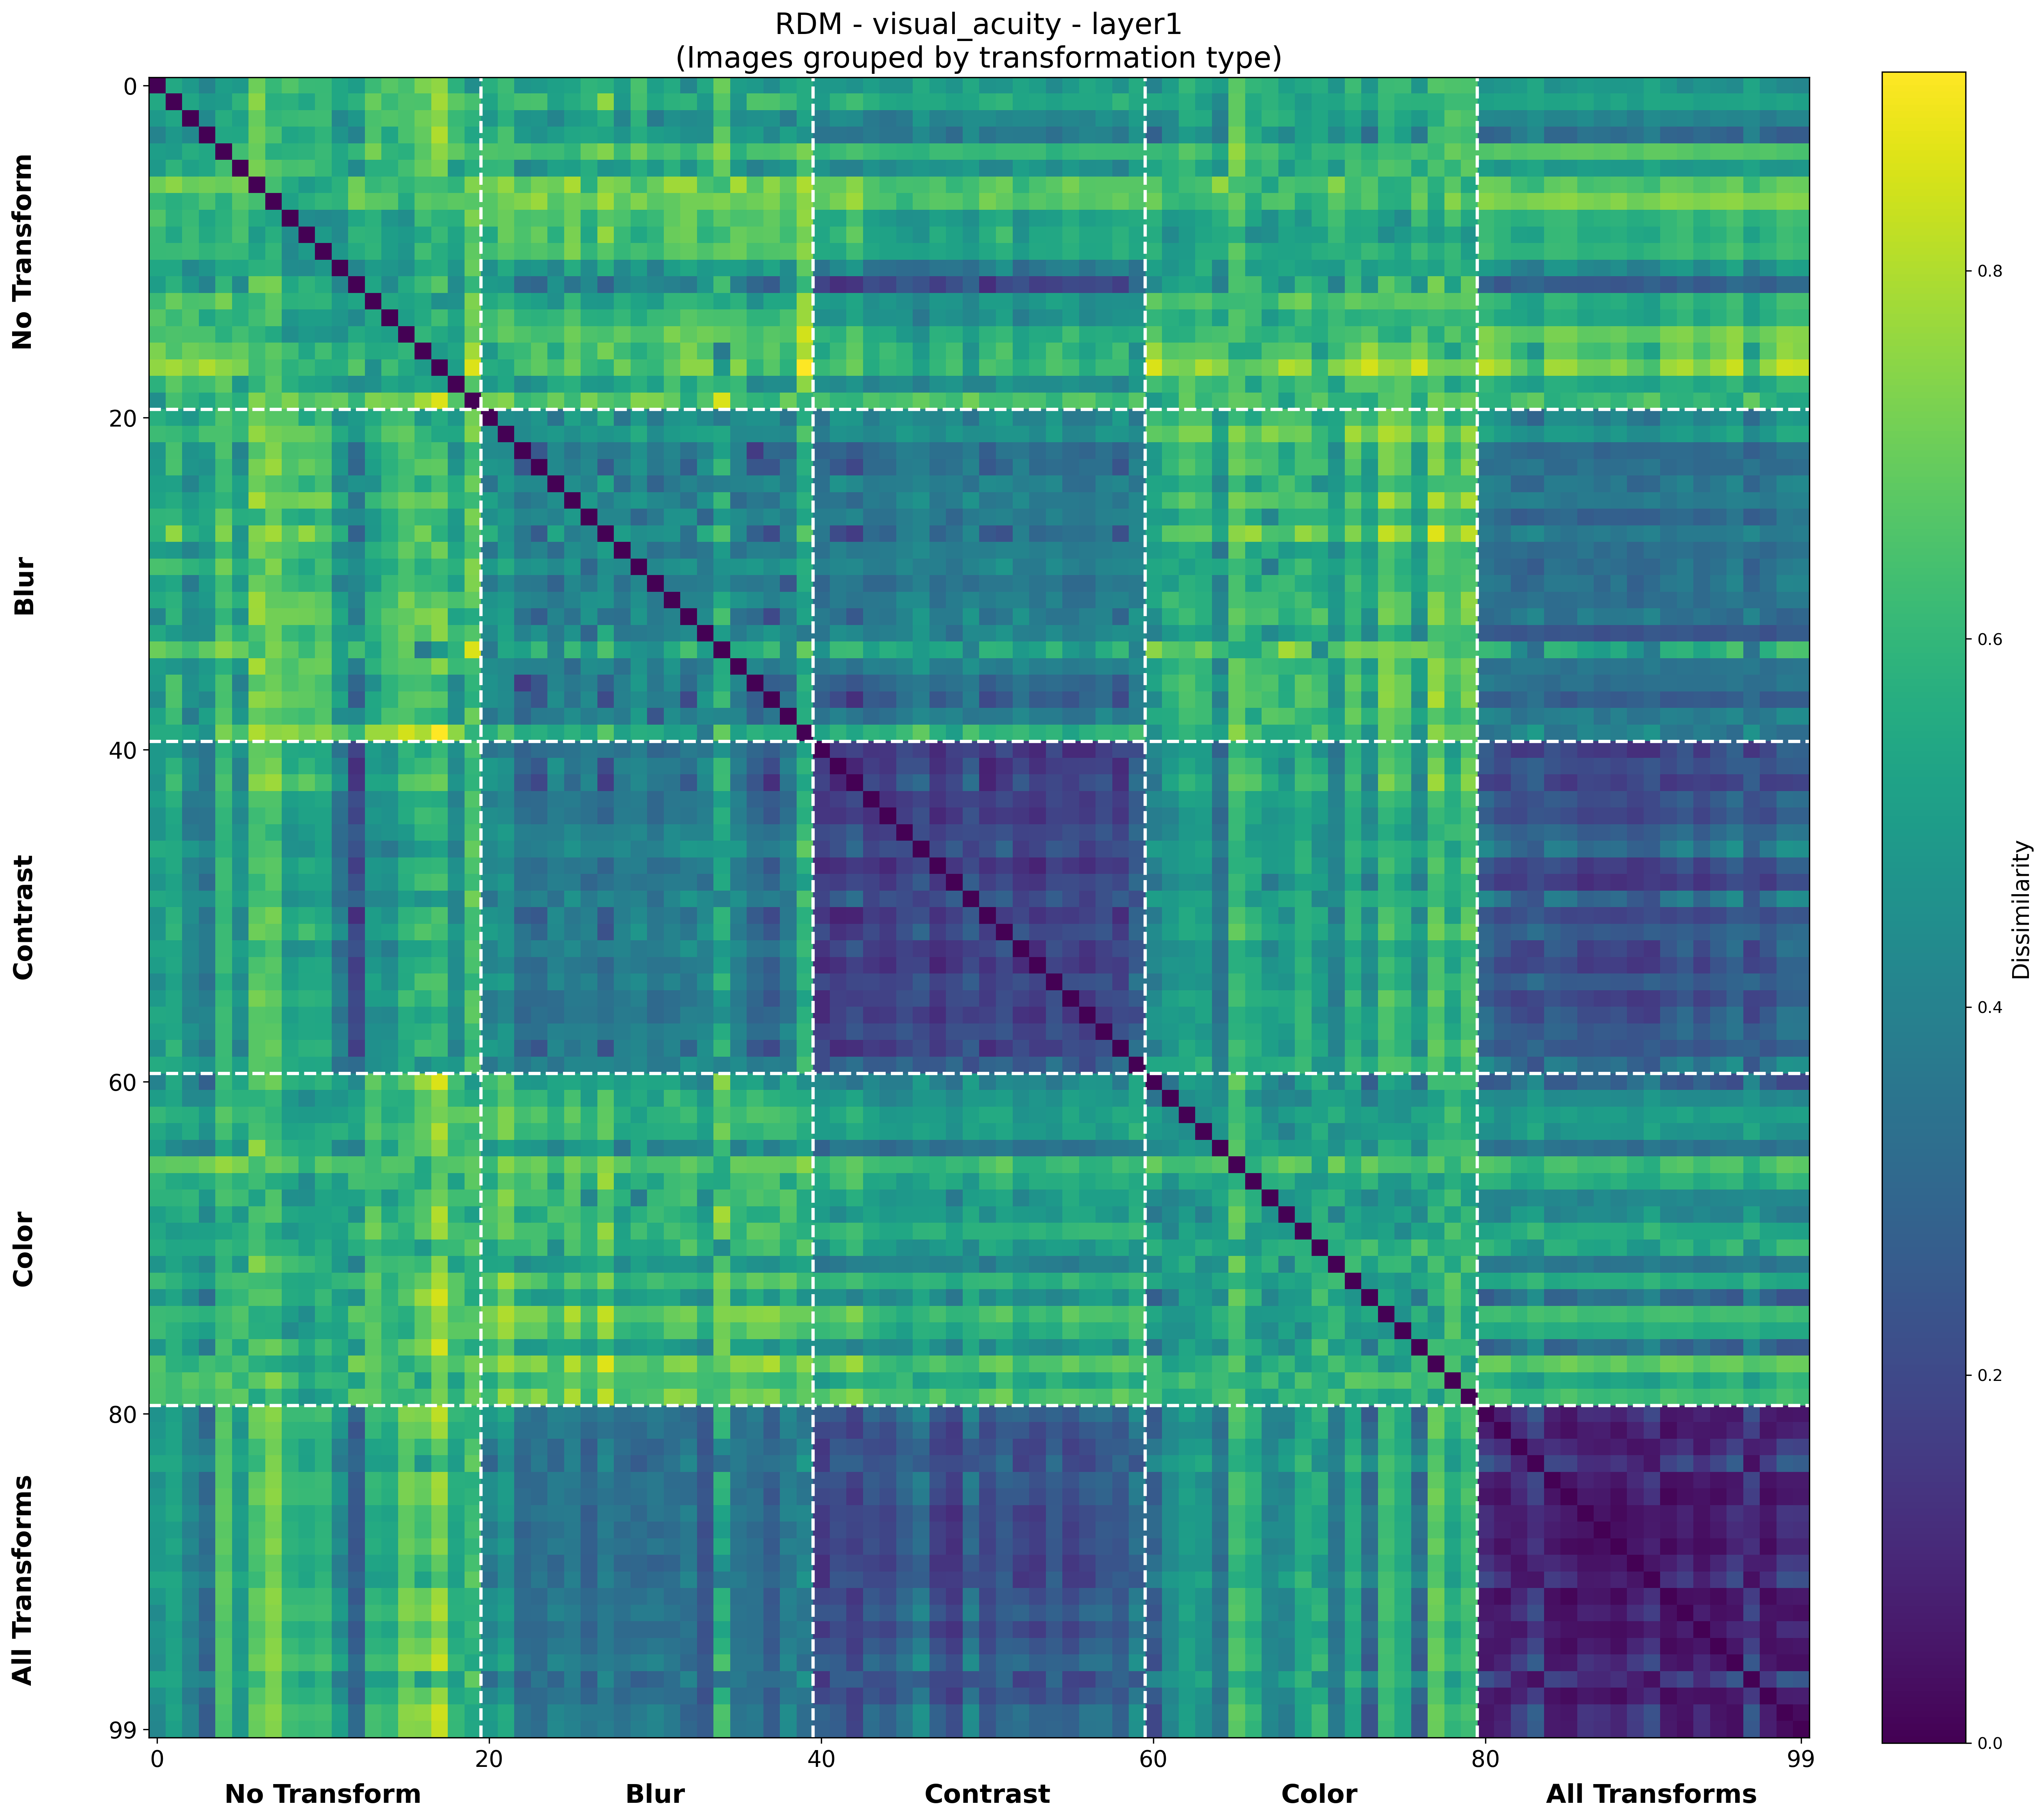 RDM - visual_acuity - layer1
(Images grouped by transformation type)
0
20
40
60
80
99
No Transform
Blur
Contrast
Color
All Transforms
0
20
40
60
80
99
No Transform
Blur
Contrast
Color
All Transforms
0.8
0.6
0.4
0.2
0.0
Dissimilarity